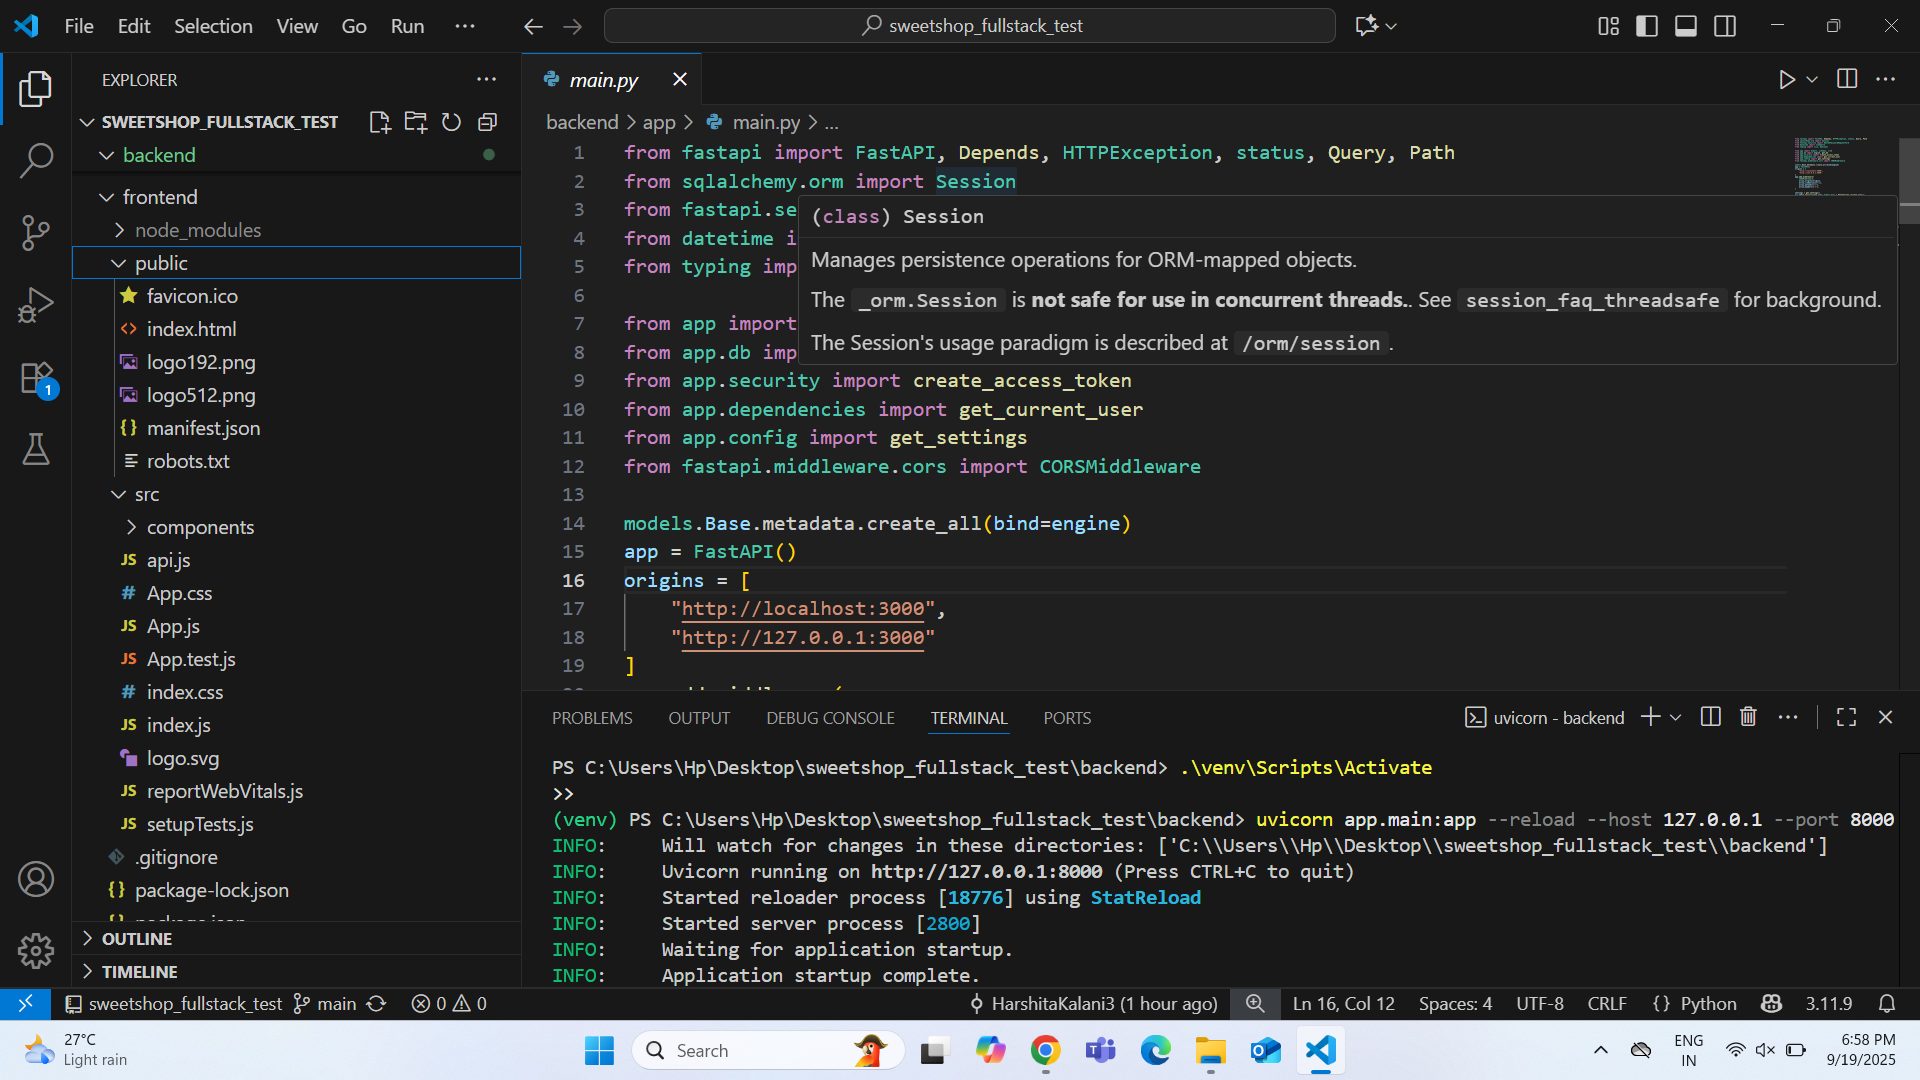 File Edit Selection View Go Run ...
sweetshop_fullstack_test
EXPLORER
SWEETSHOP_FULLSTACK_TEST
backend
frontend
node_modules
public
favicon.ico
index.html
logo192.png
logo512.png
manifest.json
robots.txt
src
components
JS api.js
# App.css
JS App.js
JS App.test.js
# index.css
JS index.js
logo.svg
JS reportWebVitals.js
JS setupTests.js
.gitignore
{} package-lock.json
OUTLINE
TIMELINE
1
main.py
backend > app > main.py > ...
1 from fastapi import FastAPI, Depends, HTTPException, status, Query, Path
2 from sqlalchemy.orm import Session
3 from fastapi.se
4 from datetime i
5 from typing imp
6
7 from app import
8 from app.db imp
(class) Session
Manages persistence operations for ORM-mapped objects.
The _orm.Session is not safe for use in concurrent threads.. See session_faq_threadsafe for background.
The Session's usage paradigm is described at /orm/session.
9 from app.security import create_access_token
10 from app.dependencies import get_current_user
11 from app.config import get_settings
12 from fastapi.middleware.cors import CORSMiddleware
13
14 models.Base.metadata.create_all(bind=engine)
15 app = FastAPI()
16 origins = [
17 "http://localhost:3000",
18 "http://127.0.0.1:3000"
19 ]
PROBLEMS OUTPUT DEBUG CONSOLE TERMINAL PORTS
uvicorn - backend
PS C:\Users\Hp\Desktop\sweetshop_fullstack_test\backend> .\venv\Scripts\Activate
>>
(venv) PS C:\Users\Hp\Desktop\sweetshop_fullstack_test\backend> uvicorn app.main:app --reload --host 127.0.0.1 --port 8000
INFO: Will watch for changes in these directories: ['C:\\Users\\Hp\\Desktop\\sweetshop_fullstack_test\\backend']
INFO: Uvicorn running on http://127.0.0.1:8000 (Press CTRL+C to quit)
INFO: Started reloader process [18776] using StatReload
INFO: Started server process [2800]
INFO: Waiting for application startup.
INFO: Application startup complete.
sweetshop_fullstack_test main 0 0
HarshitaKalani3 (1 hour ago) Ln 16, Col 12 Spaces: 4 UTF-8 CRLF {} Python 3.11.9
27°C
Light rain
Search
ENG
IN
6:58 PM
9/19/2025